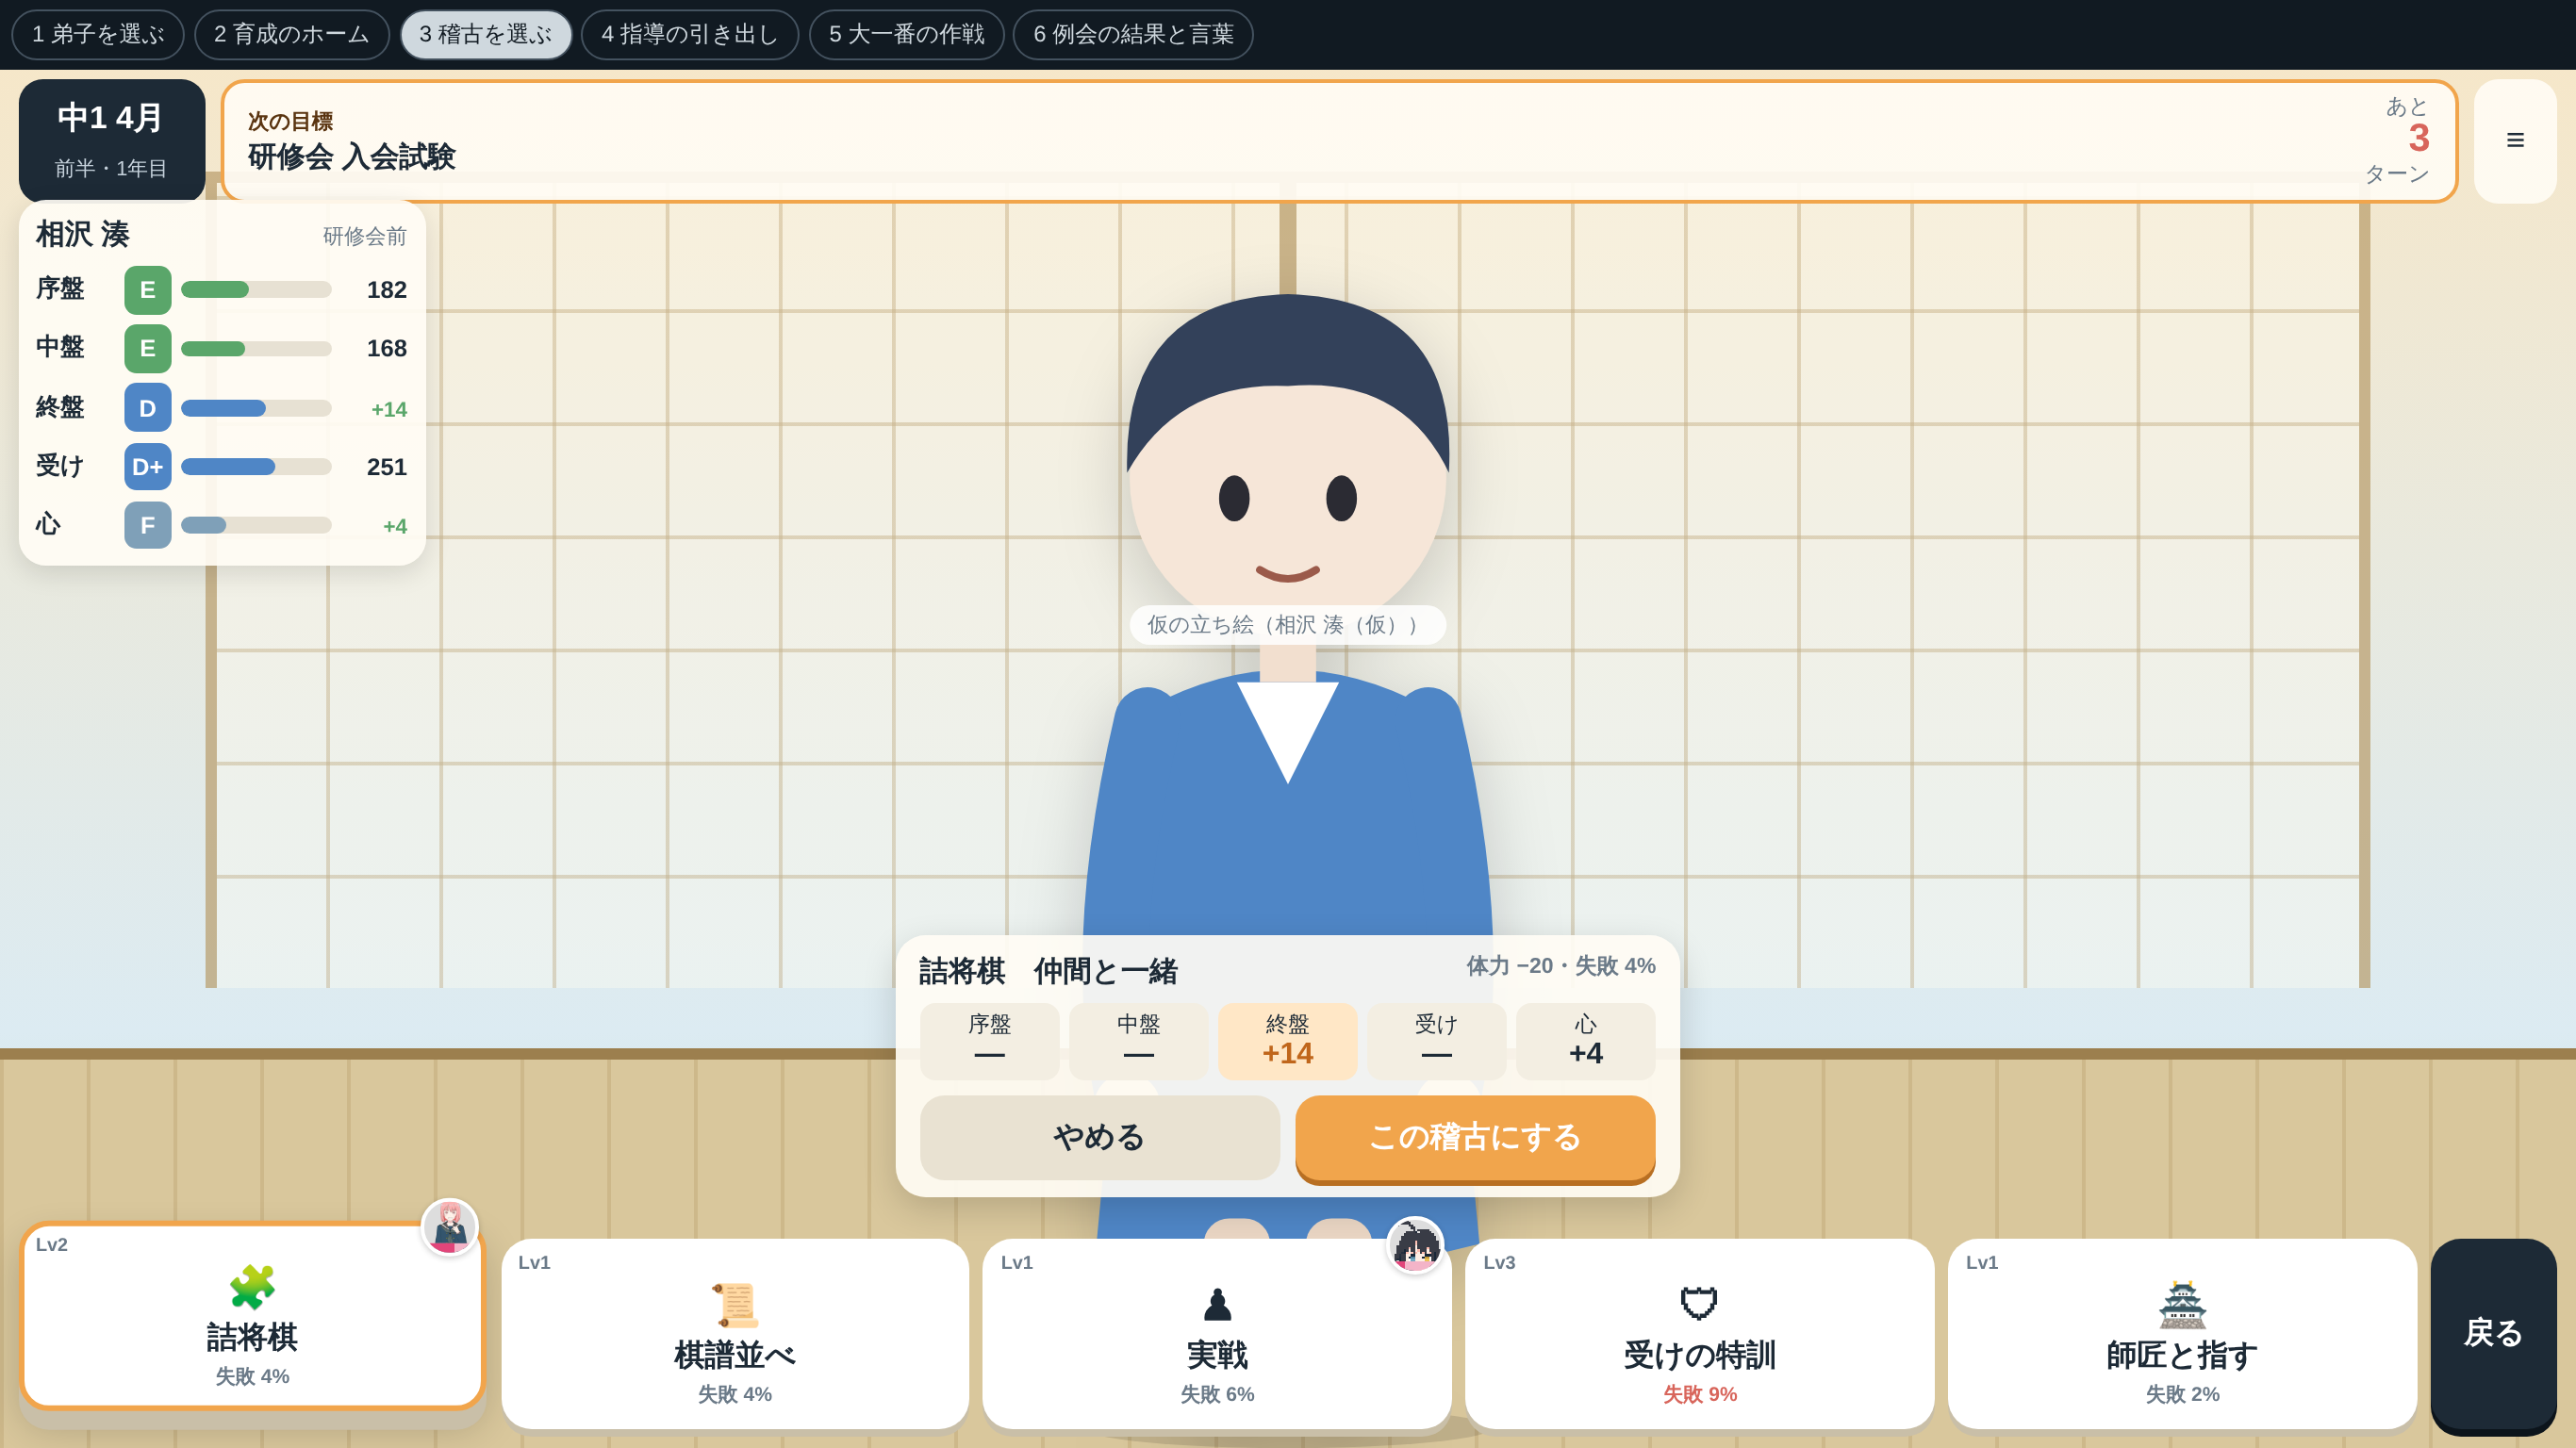 1 弟子を選ぶ
2 育成のホーム
3 稽古を選ぶ
4 指導の引き出し
5 大一番の作戦
6 例会の結果と言葉
中1 4月
前半・1年目
次の目標
研修会 入会試験
あと
3
ターン
≡
相沢 湊
研修会前
序盤 E 182
中盤 E 168
終盤 D +14
受け D+ 251
心 F +4
仮の立ち絵（相沢 湊（仮））
詰将棋 仲間と一緒
体力 −20・失敗 4%
序盤 中盤 終盤 受け 心
— — +14 — +4
やめる
この稽古にする
Lv2
詰将棋
失敗 4%
Lv1
棋譜並べ
失敗 4%
Lv1
実戦
失敗 6%
Lv3
受けの特訓
失敗 9%
Lv1
師匠と指す
失敗 2%
戻る